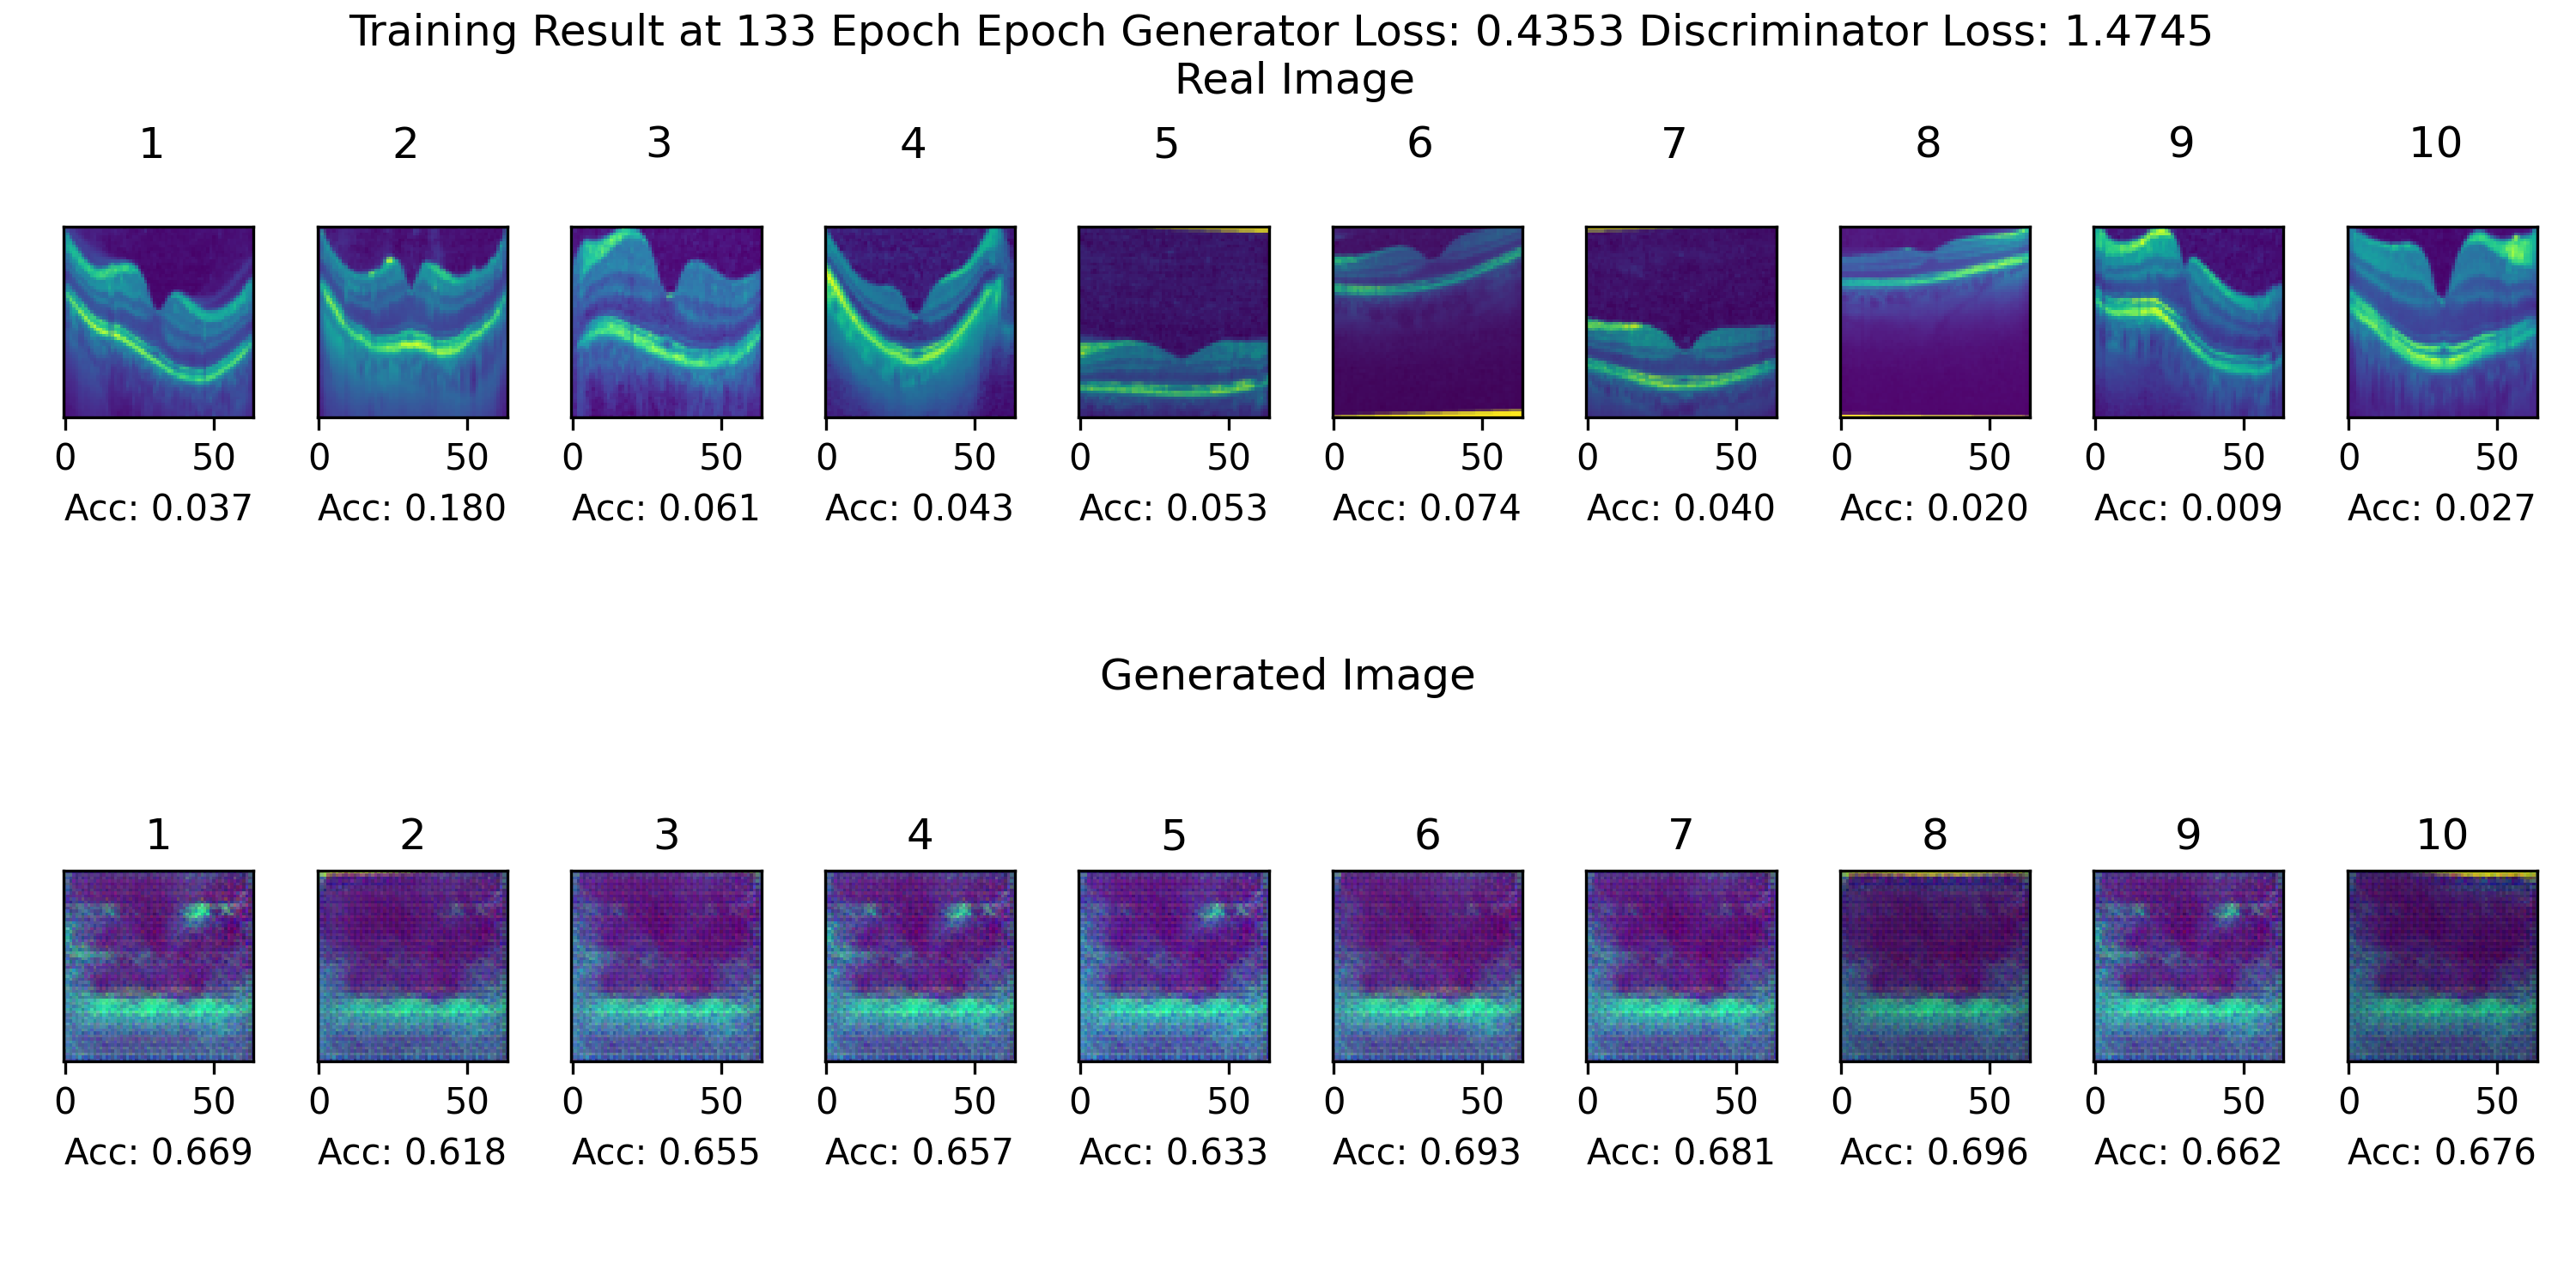 Training Result at 133 Epoch Epoch Generator Loss: 0.4353 Discriminator Loss: 1.4745
Real Image
1 2 3 4 5 6 7 8 9 10
0 50 0 50 0 50 0 50 0 50 0 50 0 50 0 50 0 50 0 50
Acc: 0.037 Acc: 0.180 Acc: 0.061 Acc: 0.043 Acc: 0.053 Acc: 0.074 Acc: 0.040 Acc: 0.020 Acc: 0.009 Acc: 0.027
Generated Image
1 2 3 4 5 6 7 8 9 10
0 50 0 50 0 50 0 50 0 50 0 50 0 50 0 50 0 50 0 50
Acc: 0.669 Acc: 0.618 Acc: 0.655 Acc: 0.657 Acc: 0.633 Acc: 0.693 Acc: 0.681 Acc: 0.696 Acc: 0.662 Acc: 0.676